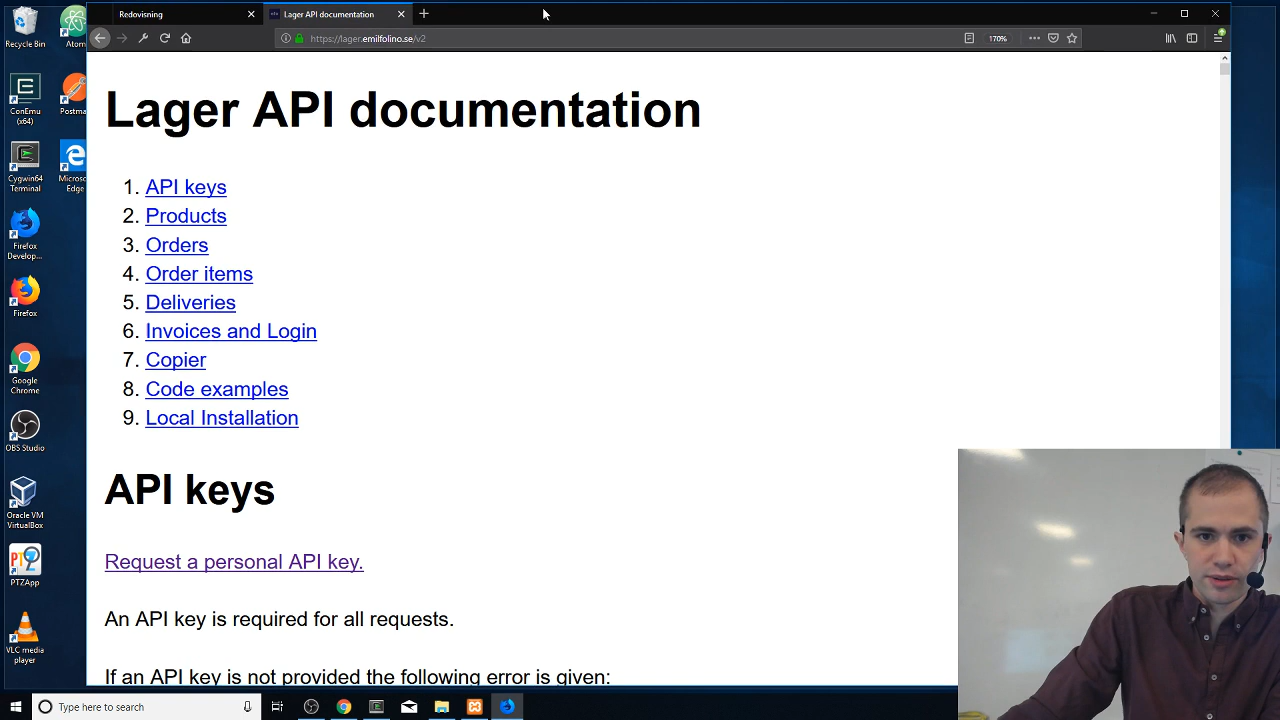 Redovisning
Lager API documentation
https://lager.emilfolino.se/v2
170%
Recycle Bin
Atom
ConEmu
(x64)
Postma
Cygwin64
Terminal
Micros
Edge
Firefox
Develop...
Firefox
Google
Chrome
OBS Studio
Oracle VM
VirtualBox
PTZApp
VLC media
player
Lager API documentation
1. API keys
2. Products
3. Orders
4. Order items
5. Deliveries
6. Invoices and Login
7. Copier
8. Code examples
9. Local Installation
API keys
Request a personal API key.
An API key is required for all requests.
If an API key is not provided the following error is given:
Type here to search